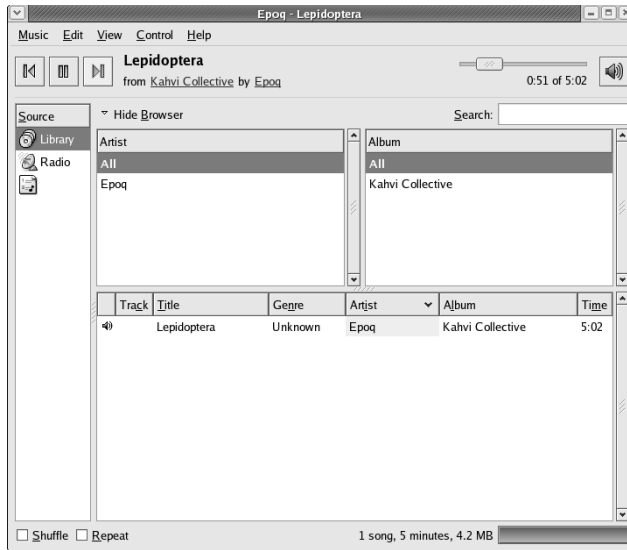 Epoq - Lepidoptera
Music Edit View Control Help
Lepidoptera
from Kahvi Collective by Epoq
0:51 of 5:02
Source
Library
Radio
Hide Browser
Search:
Artist
All
Epoq
Album
All
Kahvi Collective
Track Title Genre Artist Album Time
Lepidoptera Unknown Epoq Kahvi Collective 5:02
Shuffle Repeat
1 song, 5 minutes, 4.2 MB